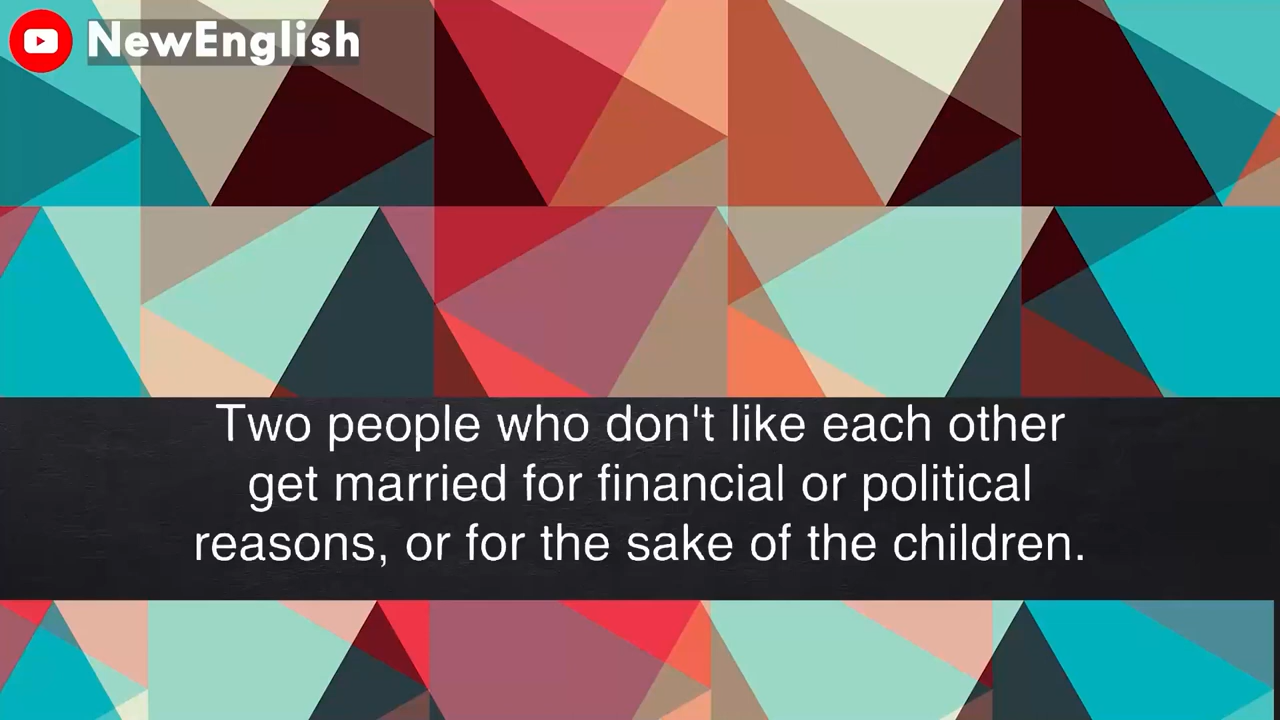 NewEnglish
Two people who don't like each other
get married for financial or political
reasons, or for the sake of the children.